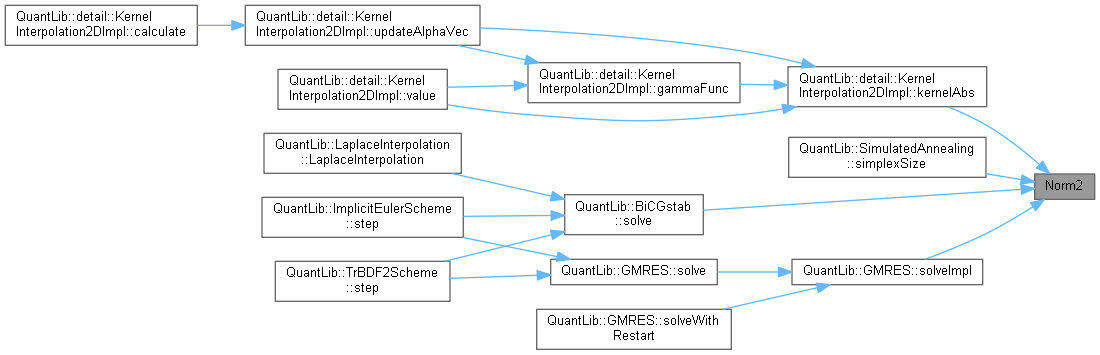 QuantLib::detail::Kernel
Interpolation2DImpl::calculate
QuantLib::detail::Kernel
Interpolation2DImpl::updateAlphaVec
QuantLib::detail::Kernel
Interpolation2DImpl::value
QuantLib::detail::Kernel
Interpolation2DImpl::gammaFunc
QuantLib::detail::Kernel
Interpolation2DImpl::kernelAbs
QuantLib::LaplaceInterpolation
::LaplaceInterpolation
QuantLib::SimulatedAnnealing
::simplexSize
Norm2
QuantLib::ImplicitEulerScheme
::step
QuantLib::BiCGstab
::solve
QuantLib::TrBDF2Scheme
::step
QuantLib::GMRES::solve
QuantLib::GMRES::solveImpl
QuantLib::GMRES::solveWith
Restart